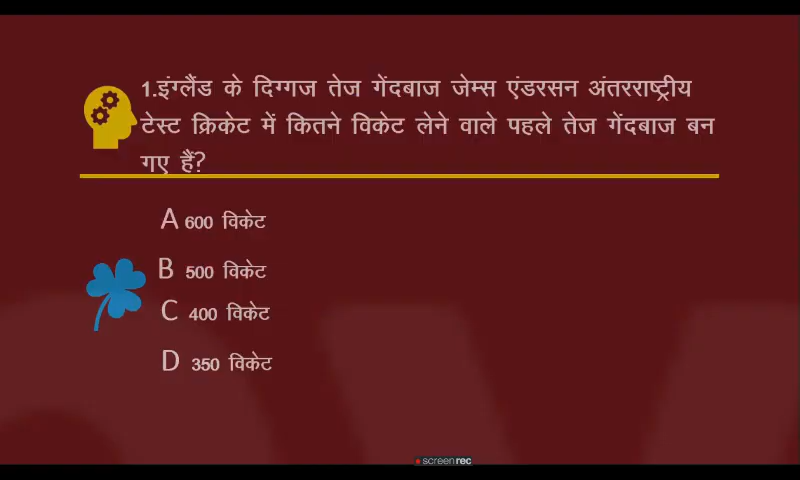 1.इंग्लैंड के दिग्गज तेज गेंदबाज जेम्स एंडरसन अंतरराष्ट्रीय
टेस्ट क्रिकेट में कितने विकेट लेने वाले पहले तेज गेंदबाज बन
गए हैं?
A 600 विकेट
B 500 विकेट
C 400 विकेट
D 350 विकेट
screenrec